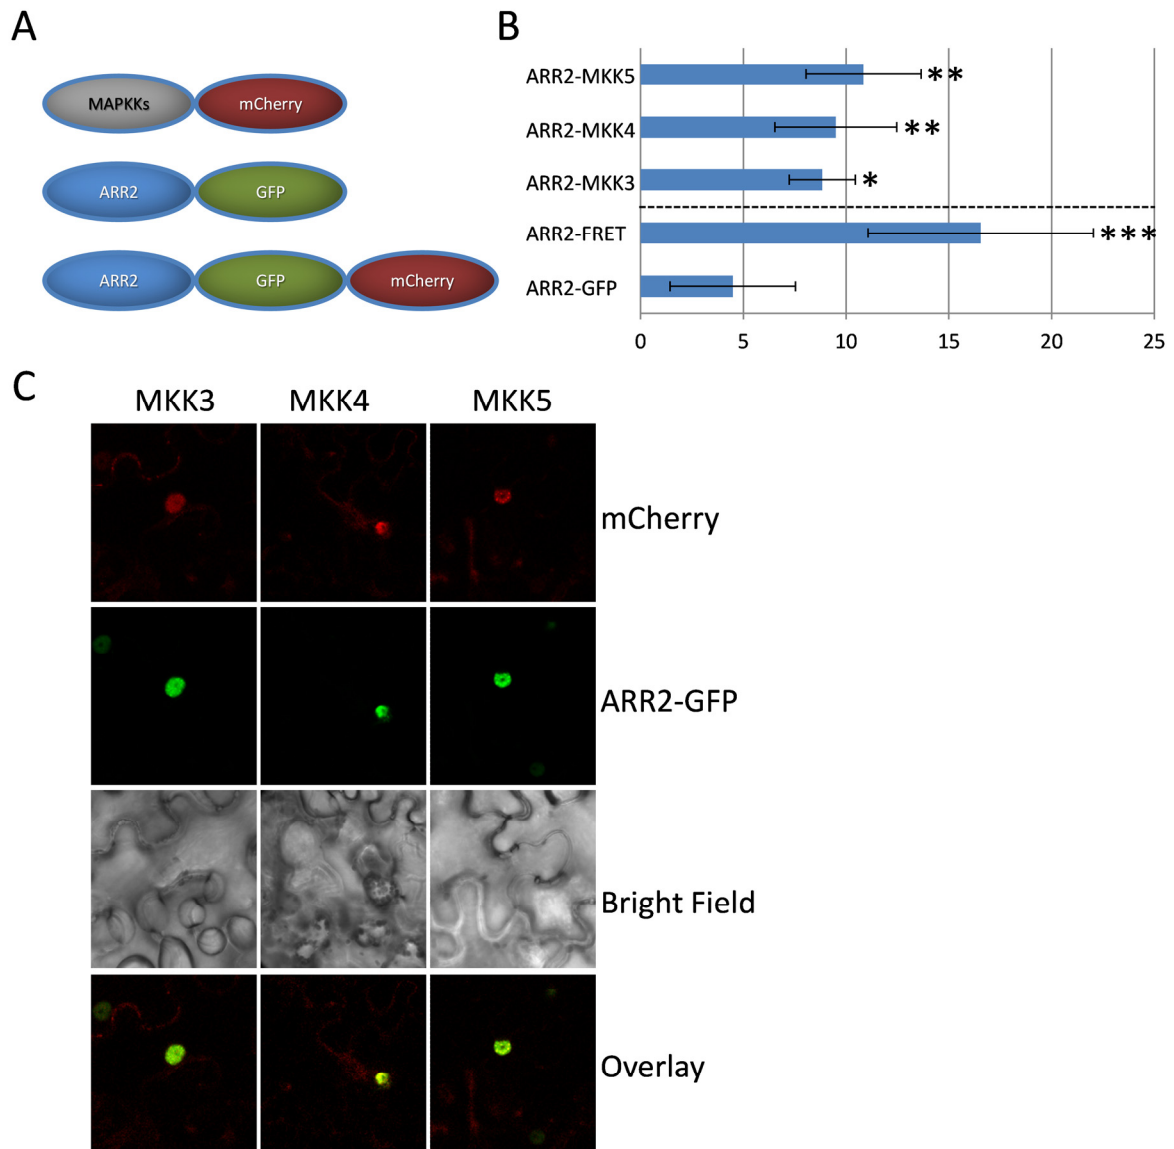 A
MAPKKs mCherry
ARR2 GFP
ARR2 GFP mCherry
B
ARR2-MKK5 **
ARR2-MKK4 **
ARR2-MKK3 *
ARR2-FRET ***
ARR2-GFP
0 5 10 15 20 25
C
MKK3 MKK4 MKK5
mCherry
ARR2-GFP
Bright Field
Overlay